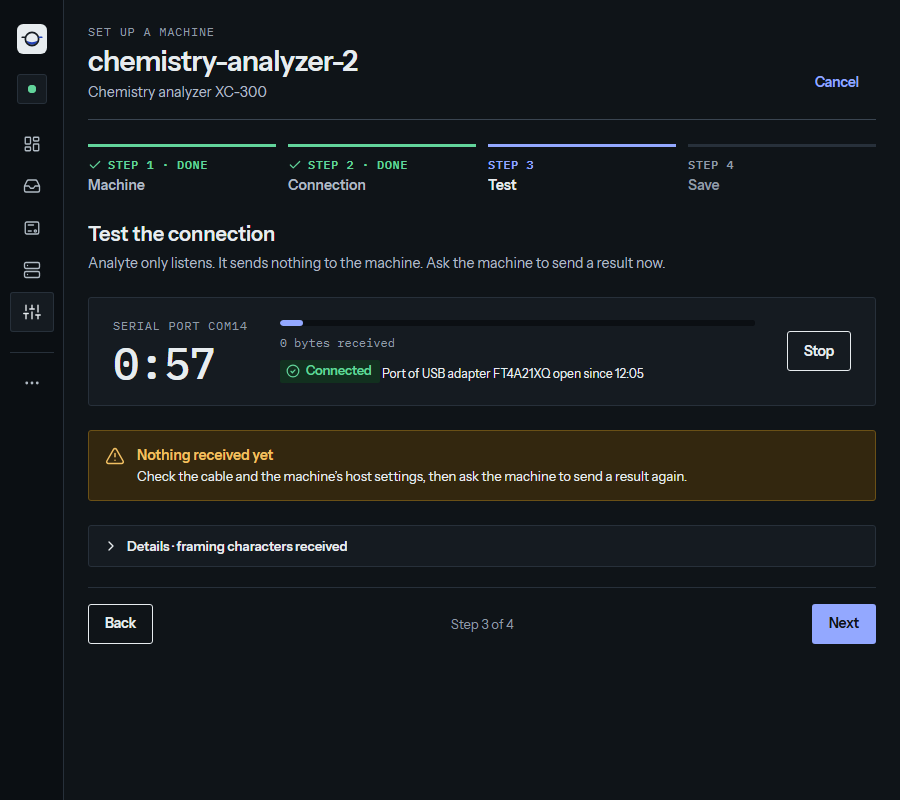 SET UP A MACHINE
chemistry-analyzer-2
Chemistry analyzer XC-300
Cancel
STEP 1 · DONE
Machine
STEP 2 · DONE
Connection
STEP 3
Test
STEP 4
Save
Test the connection
Analyte only listens. It sends nothing to the machine. Ask the machine to send a result now.
SERIAL PORT COM14
0:57
0 bytes received
Connected Port of USB adapter FT4A21XQ open since 12:05
Stop
Nothing received yet
Check the cable and the machine's host settings, then ask the machine to send a result again.
Details · framing characters received
Back
Step 3 of 4
Next